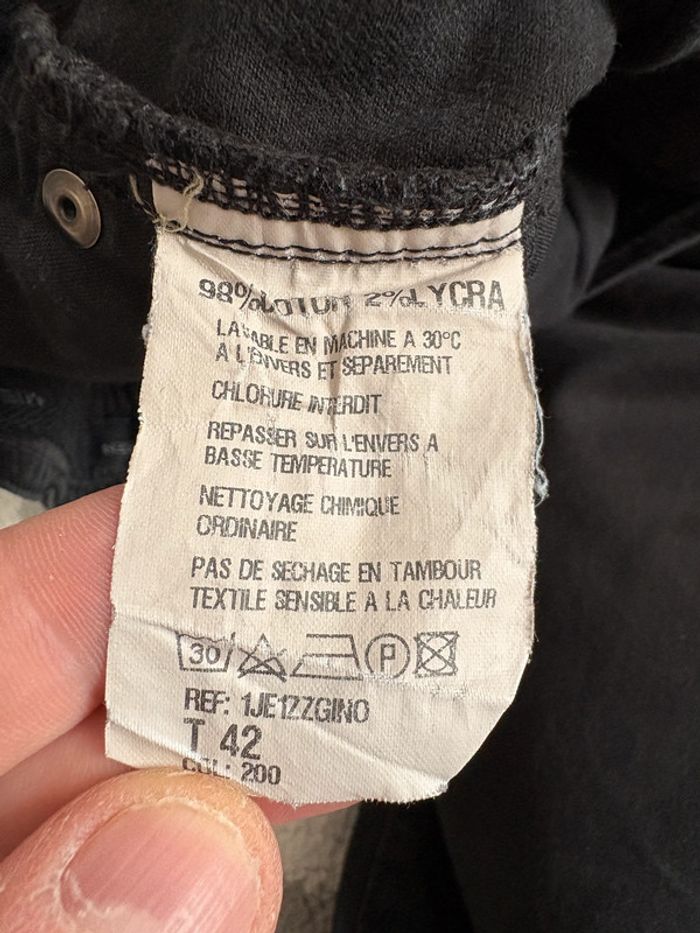 98% COTON 2% LYCRA
LAVABLE EN MACHINE A 30°C
A L'ENVERS ET SEPAREMENT
CHLORURE INTERDIT
REPASSER SUR L'ENVERS A
BASSE TEMPERATURE
NETTOYAGE CHIMIQUE
ORDINAIRE
PAS DE SECHAGE EN TAMBOUR
TEXTILE SENSIBLE A LA CHALEUR
30 P
REF: 1JE1ZZGINO
T 42
COL: 200